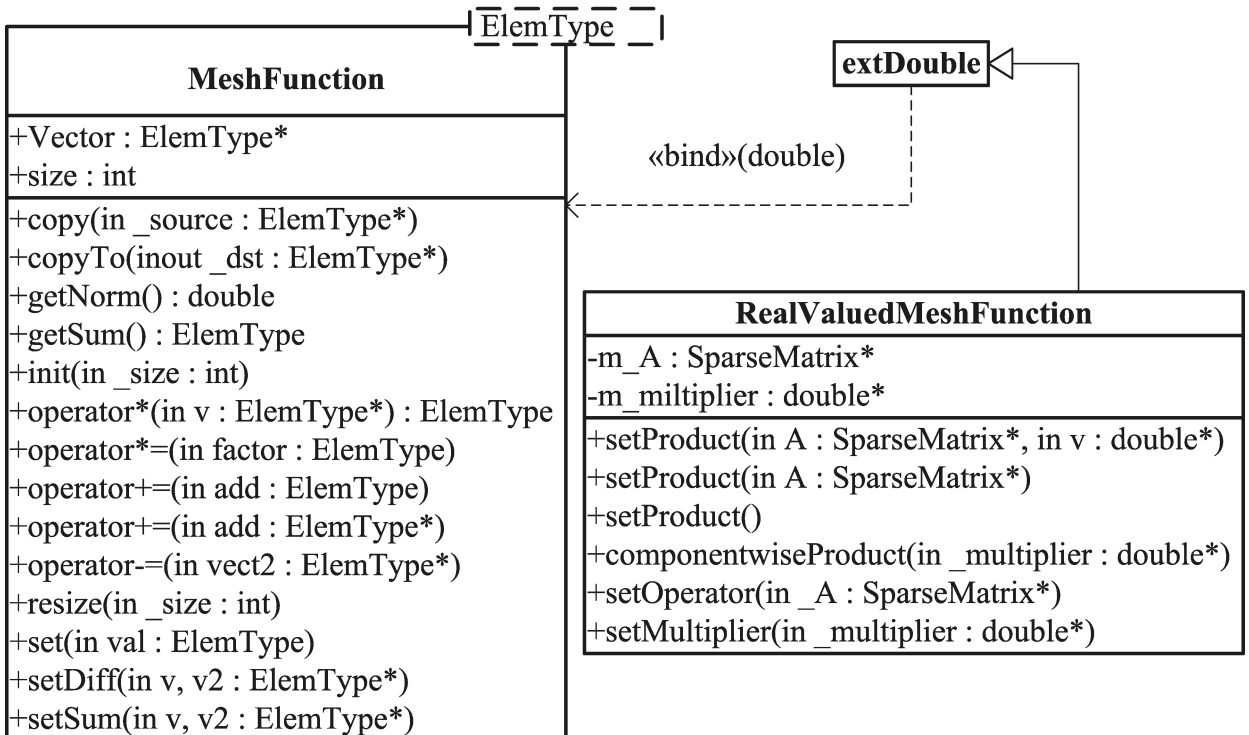 ElemType
MeshFunction
+Vector : ElemType*
+size : int
+copy(in _source : ElemType*)
+copyTo(inout _dst : ElemType*)
+getNorm() : double
+getSum() : ElemType
+init(in _size : int)
+operator*(in v : ElemType*) : ElemType
+operator*=(in factor : ElemType)
+operator+=(in add : ElemType)
+operator+=(in add : ElemType*)
+operator-=(in vect2 : ElemType*)
+resize(in _size : int)
+set(in val : ElemType)
+setDiff(in v, v2 : ElemType*)
+setSum(in v, v2 : ElemType*)
extDouble
«bind»(double)
RealValuedMeshFunction
-m_A : SparseMatrix*
-m_miltiplier : double*
+setProduct(in A : SparseMatrix*, in v : double*)
+setProduct(in A : SparseMatrix*)
+setProduct()
+componentwiseProduct(in _multiplier : double*)
+setOperator(in _A : SparseMatrix*)
+setMultiplier(in _multiplier : double*)